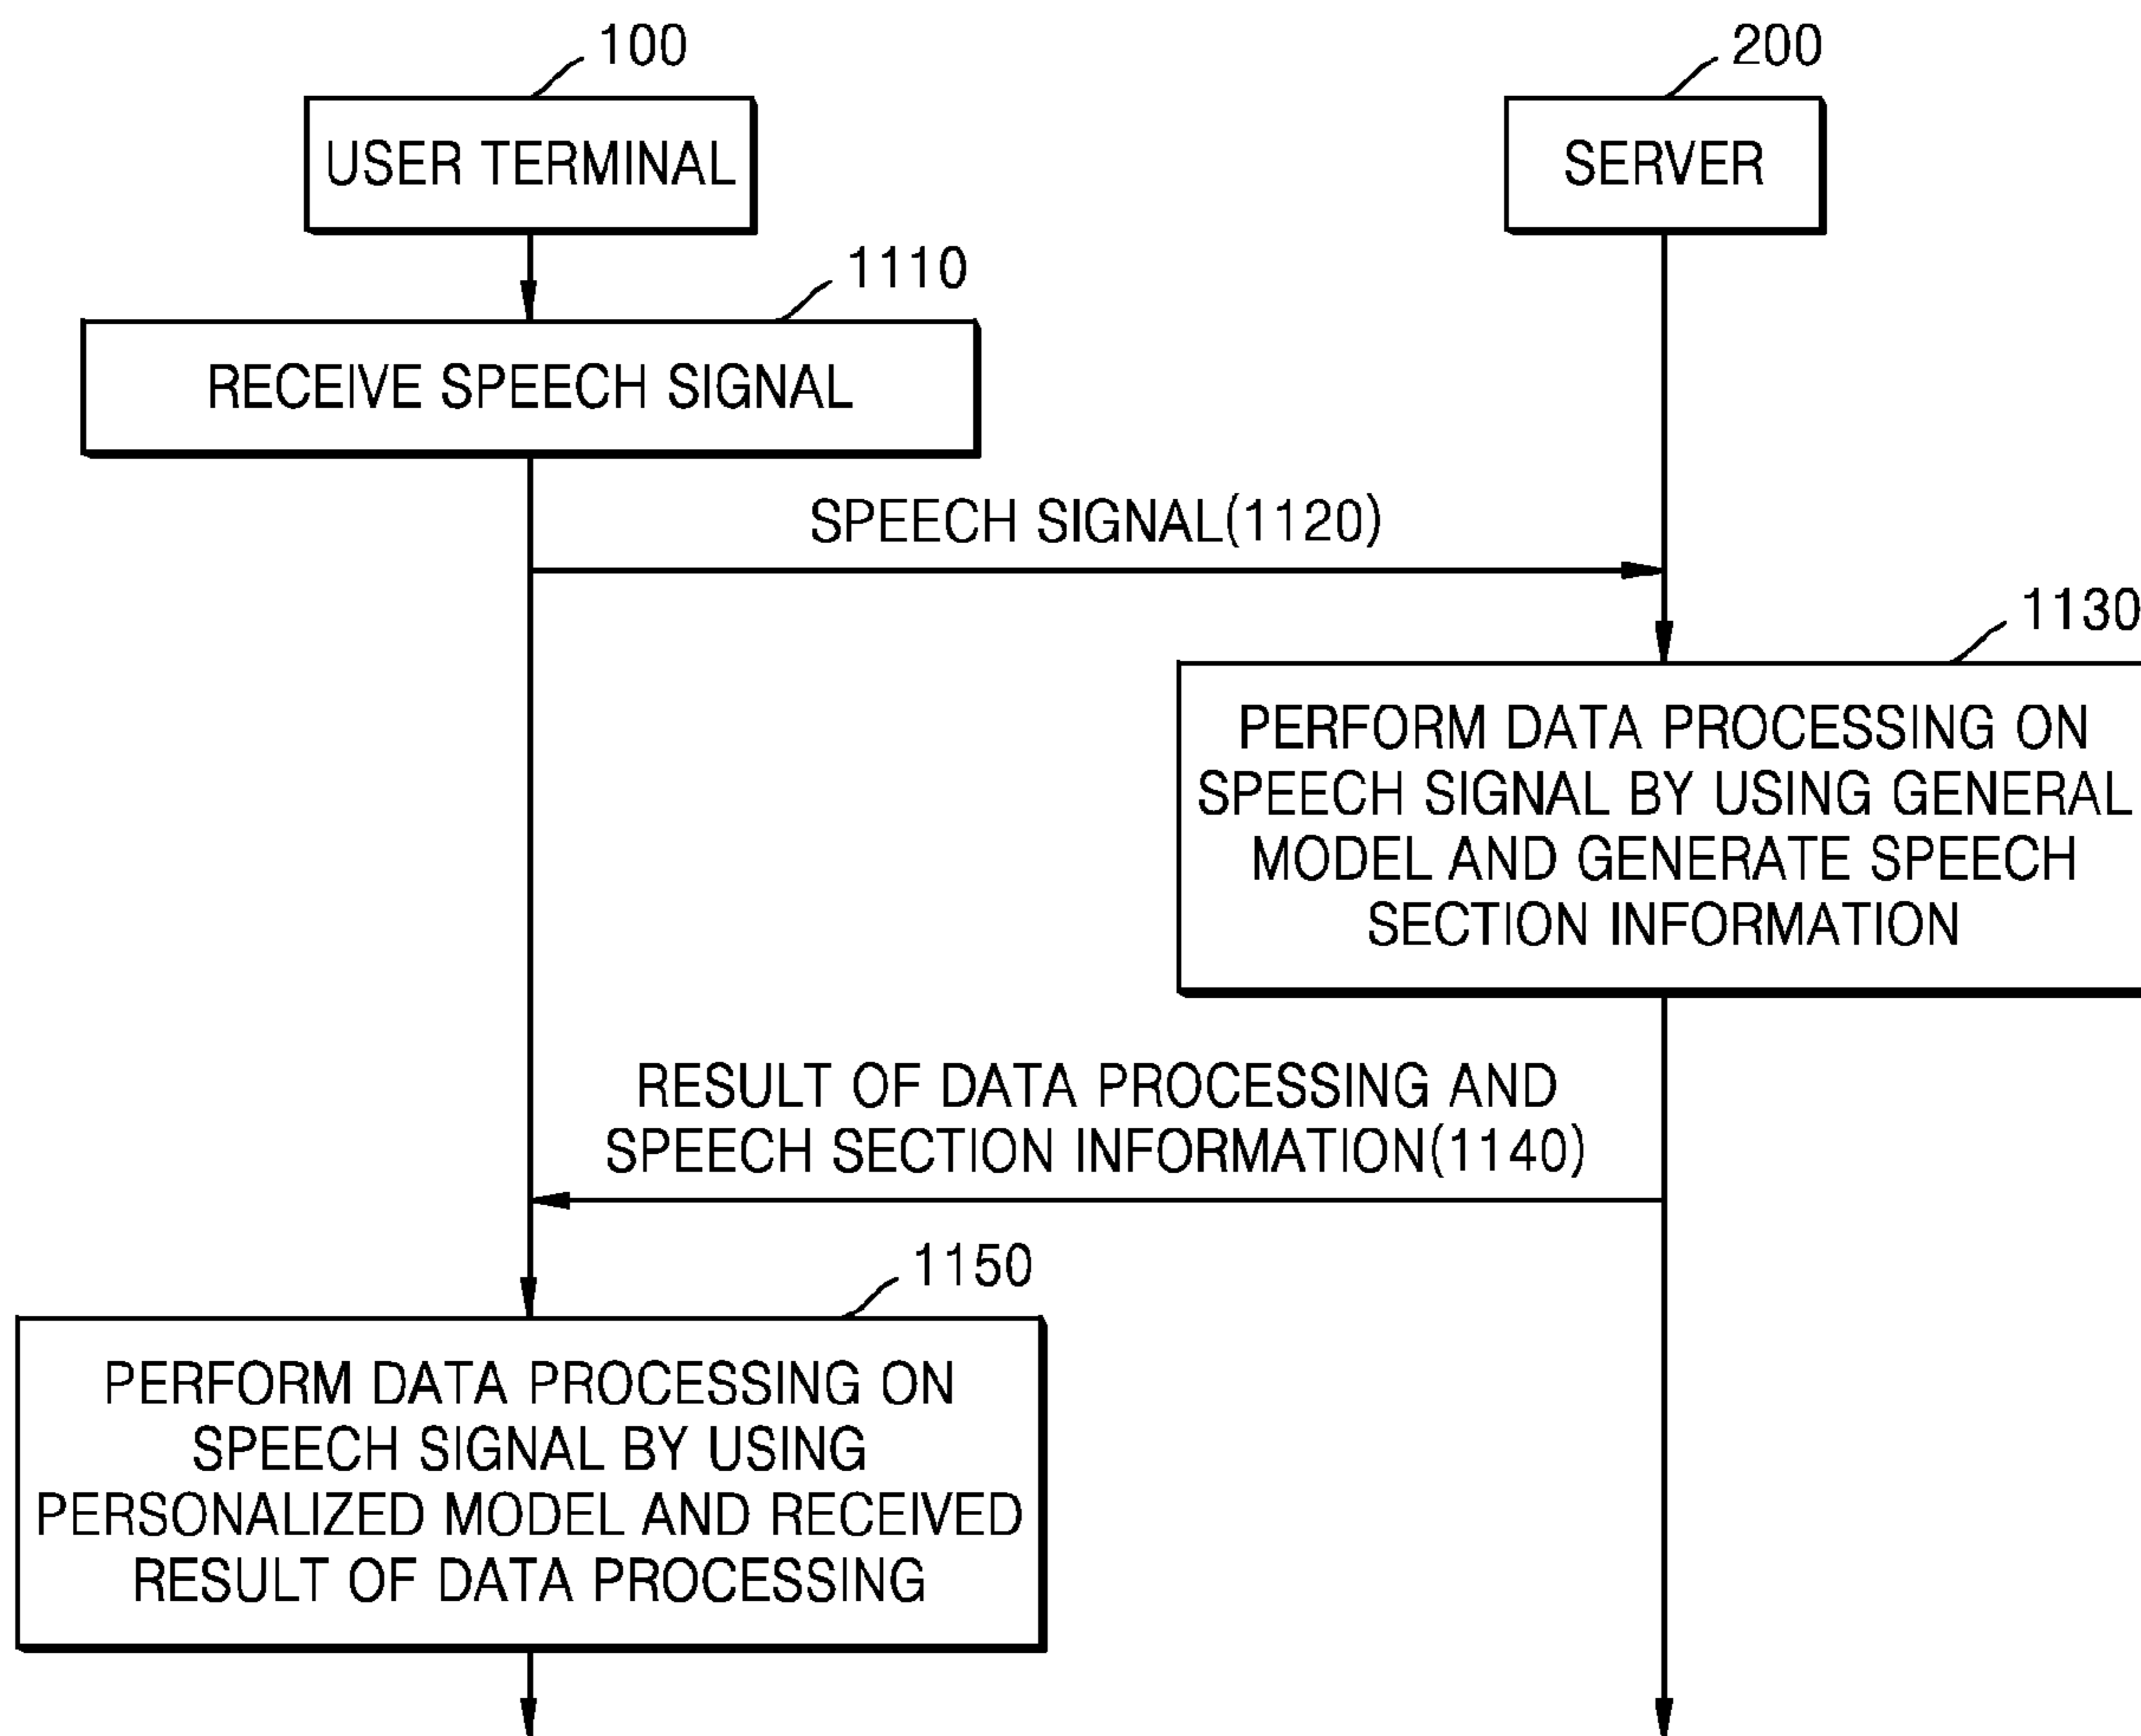 100
200
USER TERMINAL
SERVER
1110
RECEIVE SPEECH SIGNAL
SPEECH SIGNAL(1120)
1130
PERFORM DATA PROCESSING ON
SPEECH SIGNAL BY USING GENERAL
MODEL AND GENERATE SPEECH
SECTION INFORMATION
RESULT OF DATA PROCESSING AND
SPEECH SECTION INFORMATION(1140)
1150
PERFORM DATA PROCESSING ON
SPEECH SIGNAL BY USING
PERSONALIZED MODEL AND RECEIVED
RESULT OF DATA PROCESSING